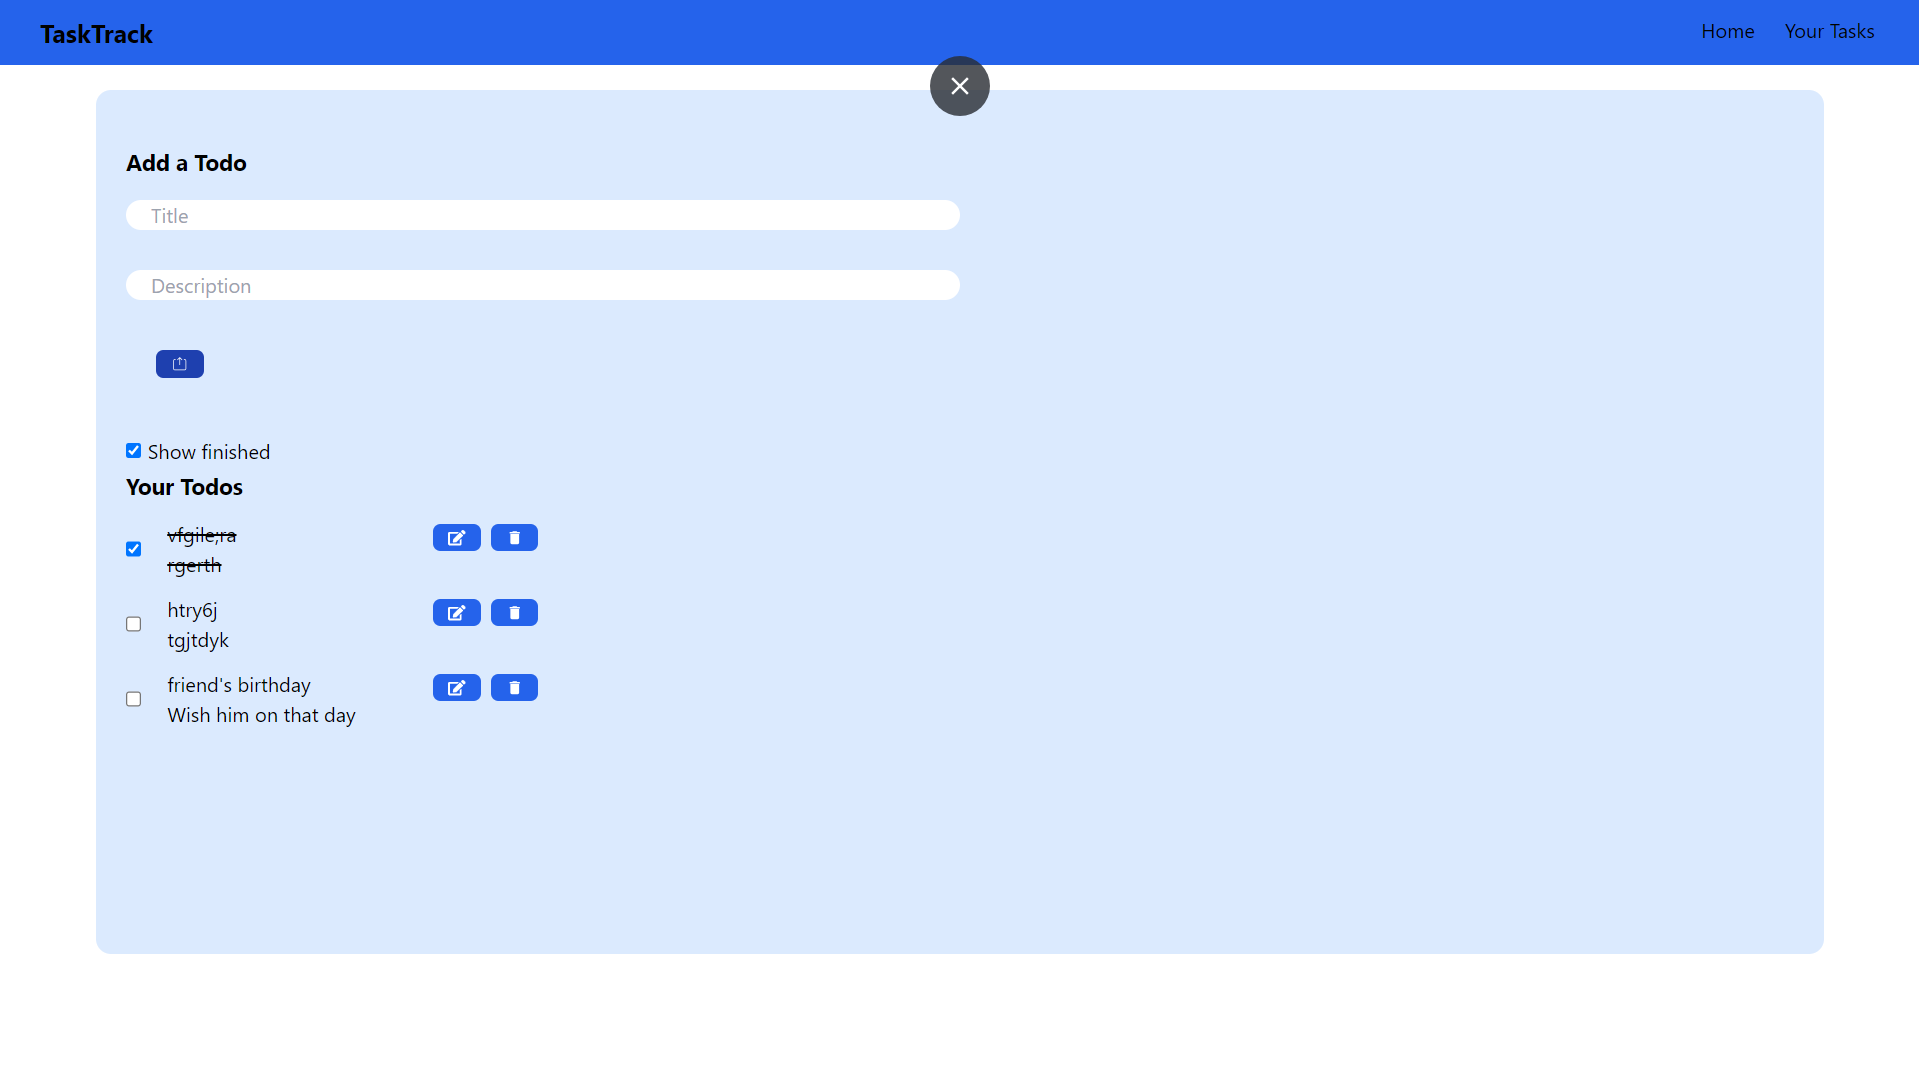 TaskTrack
Home
Your Tasks
Add a Todo
Title
Description
Show finished
Your Todos
vfgile;ra
rgerth
htry6j
tgjtdyk
friend's birthday
Wish him on that day